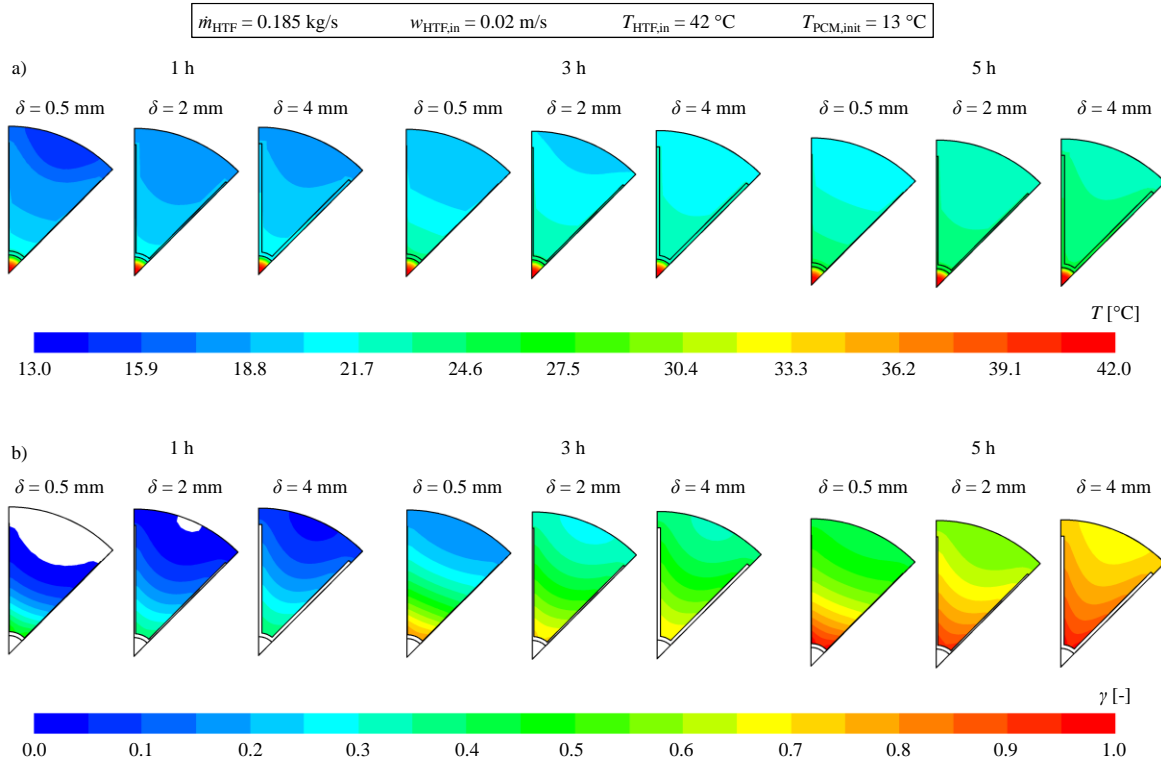 ṁHTF = 0.185 kg/s wHTF,in = 0.02 m/s THTF,in = 42 °C TPCM,init = 13 °C
a) 1 h 3 h 5 h
δ = 0.5 mm δ = 2 mm δ = 4 mm δ = 0.5 mm δ = 2 mm δ = 4 mm δ = 0.5 mm δ = 2 mm δ = 4 mm
T [°C]
13.0 15.9 18.8 21.7 24.6 27.5 30.4 33.3 36.2 39.1 42.0
b) 1 h 3 h 5 h
δ = 0.5 mm δ = 2 mm δ = 4 mm δ = 0.5 mm δ = 2 mm δ = 4 mm δ = 0.5 mm δ = 2 mm δ = 4 mm
γ [-]
0.0 0.1 0.2 0.3 0.4 0.5 0.6 0.7 0.8 0.9 1.0